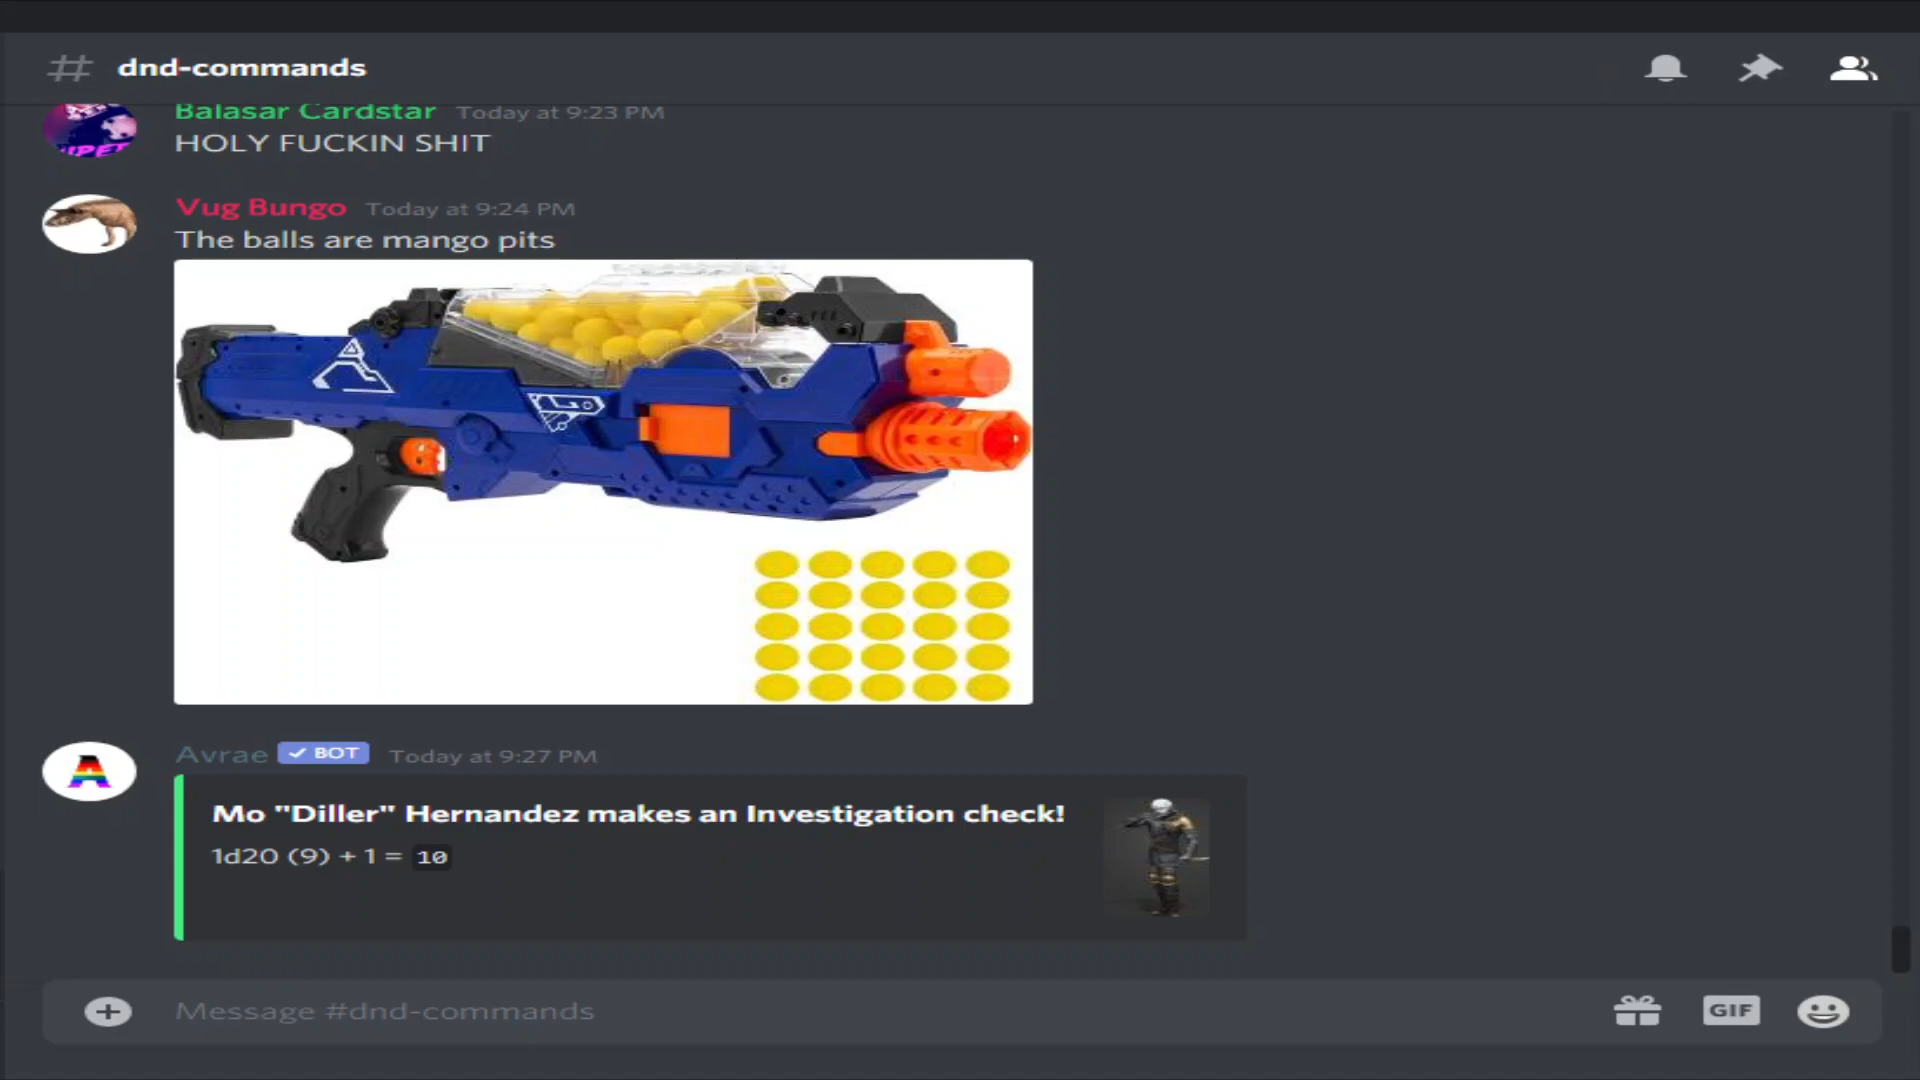 dnd-commands
Balasar Cardstar Today at 9:23 PM
HOLY FUCKIN SHIT
Vug Bungo Today at 9:24 PM
The balls are mango pits
Avrae BOT Today at 9:27 PM
Mo "Diller" Hernandez makes an Investigation check!
1d20 (9) + 1 = 10
Message #dnd-commands
GIF